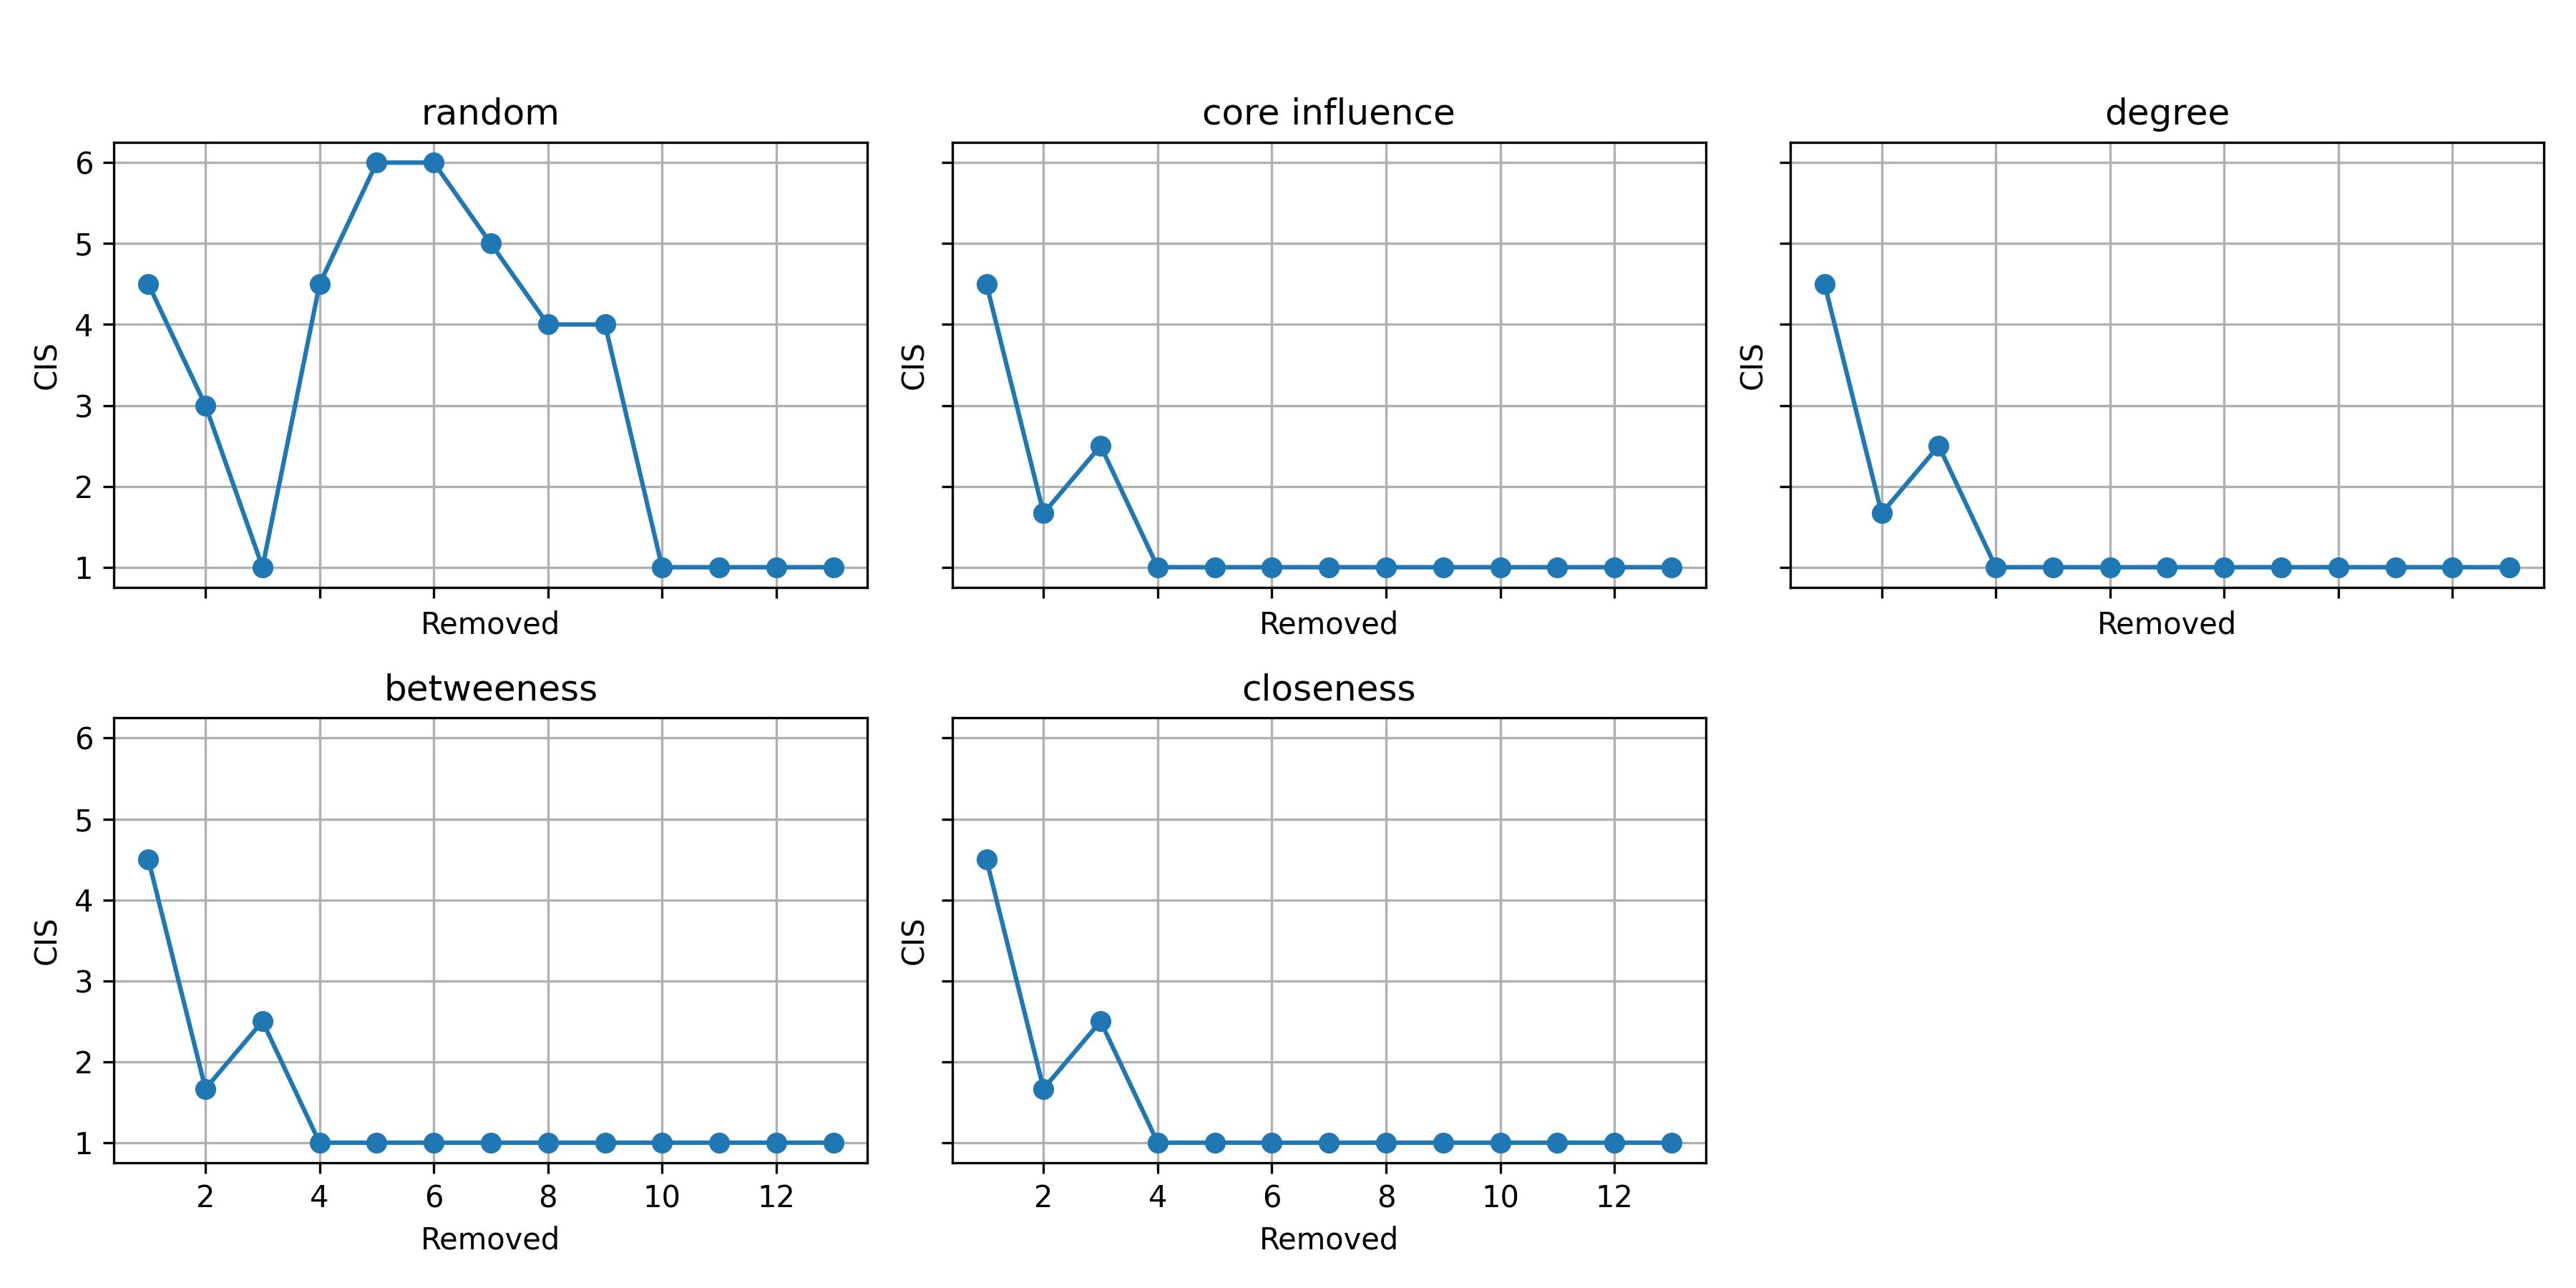 random
6
5
4
3
2
1
CIS
Removed
core influence
CIS
Removed
degree
CIS
Removed
betweeness
6
5
4
3
2
1
CIS
2 4 6 8 10 12
Removed
closeness
CIS
2 4 6 8 10 12
Removed